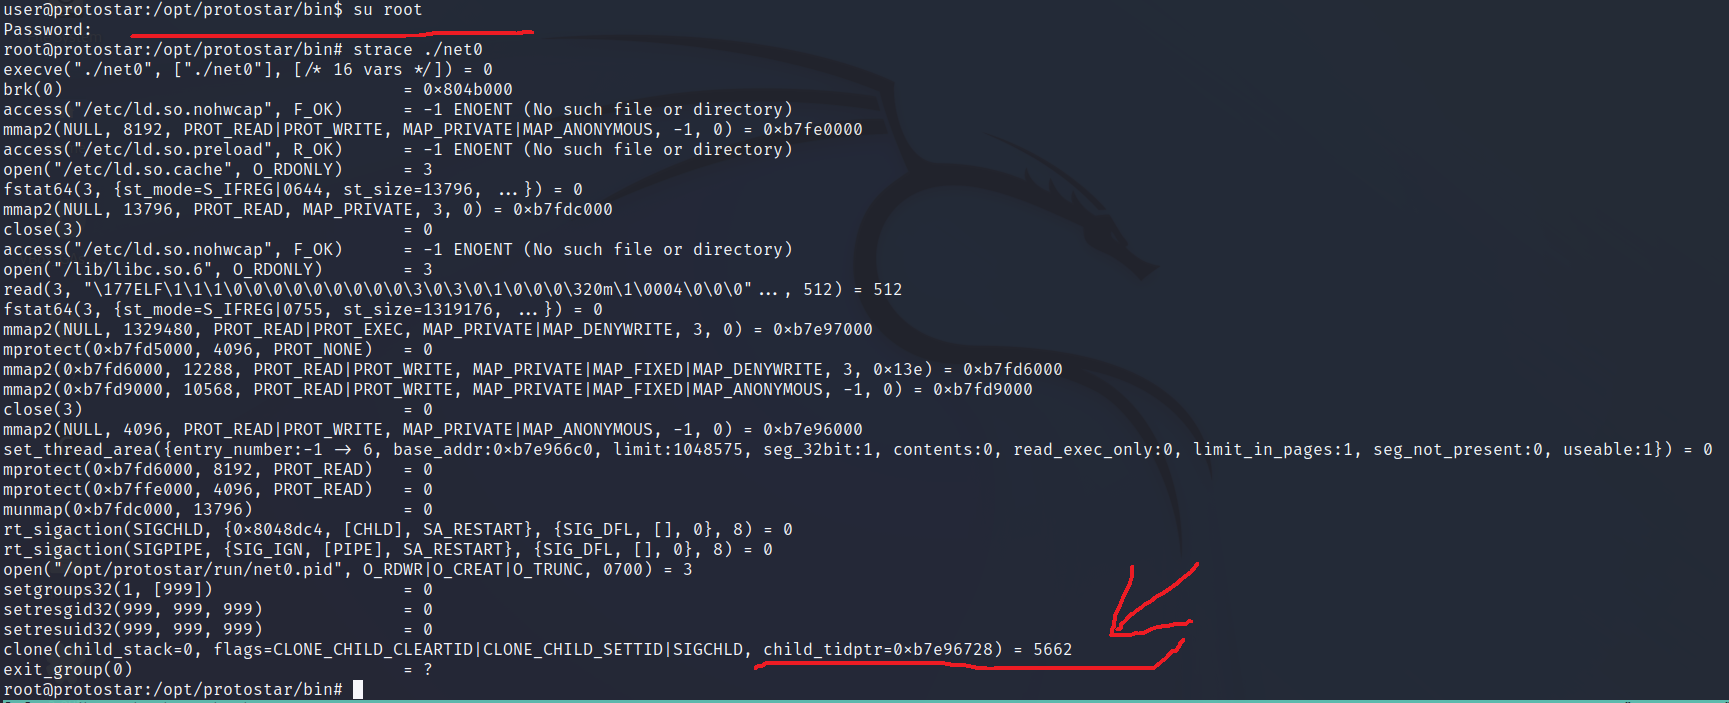 user@protostar:/opt/protostar/bin$ su root
Password:
root@protostar:/opt/protostar/bin# strace ./net0
execve("./net0", ["./net0"], [/* 16 vars */]) = 0
brk(0)                                  = 0×804b000
access("/etc/ld.so.nohwcap", F_OK)      = -1 ENOENT (No such file or directory)
mmap2(NULL, 8192, PROT_READ|PROT_WRITE, MAP_PRIVATE|MAP_ANONYMOUS, -1, 0) = 0×b7fe0000
access("/etc/ld.so.preload", R_OK)      = -1 ENOENT (No such file or directory)
open("/etc/ld.so.cache", O_RDONLY)      = 3
fstat64(3, {st_mode=S_IFREG|0644, st_size=13796, ...}) = 0
mmap2(NULL, 13796, PROT_READ, MAP_PRIVATE, 3, 0) = 0×b7fdc000
close(3)                                = 0
access("/etc/ld.so.nohwcap", F_OK)      = -1 ENOENT (No such file or directory)
open("/lib/libc.so.6", O_RDONLY)        = 3
read(3, "\177ELF\1\1\1\0\0\0\0\0\0\0\0\0\3\0\3\0\1\0\0\0\320m\1\0004\0\0\0"..., 512) = 512
fstat64(3, {st_mode=S_IFREG|0755, st_size=1319176, ...}) = 0
mmap2(NULL, 1329480, PROT_READ|PROT_EXEC, MAP_PRIVATE|MAP_DENYWRITE, 3, 0) = 0×b7e97000
mprotect(0×b7fd5000, 4096, PROT_NONE)   = 0
mmap2(0×b7fd6000, 12288, PROT_READ|PROT_WRITE, MAP_PRIVATE|MAP_FIXED|MAP_DENYWRITE, 3, 0×13e) = 0×b7fd6000
mmap2(0×b7fd9000, 10568, PROT_READ|PROT_WRITE, MAP_PRIVATE|MAP_FIXED|MAP_ANONYMOUS, -1, 0) = 0×b7fd9000
close(3)                                = 0
mmap2(NULL, 4096, PROT_READ|PROT_WRITE, MAP_PRIVATE|MAP_ANONYMOUS, -1, 0) = 0×b7e96000
set_thread_area({entry_number:-1 → 6, base_addr:0×b7e966c0, limit:1048575, seg_32bit:1, contents:0, read_exec_only:0, limit_in_pages:1, seg_not_present:0, useable:1}) = 0
mprotect(0×b7fd6000, 8192, PROT_READ)   = 0
mprotect(0×b7ffe000, 4096, PROT_READ)   = 0
munmap(0×b7fdc000, 13796)               = 0
rt_sigaction(SIGCHLD, {0×8048dc4, [CHLD], SA_RESTART}, {SIG_DFL, [], 0}, 8) = 0
rt_sigaction(SIGPIPE, {SIG_IGN, [PIPE], SA_RESTART}, {SIG_DFL, [], 0}, 8) = 0
open("/opt/protostar/run/net0.pid", O_RDWR|O_CREAT|O_TRUNC, 0700) = 3
setgroups32(1, [999])                   = 0
setresgid32(999, 999, 999)              = 0
setresuid32(999, 999, 999)              = 0
clone(child_stack=0, flags=CLONE_CHILD_CLEARTID|CLONE_CHILD_SETTID|SIGCHLD, child_tidptr=0×b7e96728) = 5662
exit_group(0)                           = ?
root@protostar:/opt/protostar/bin#